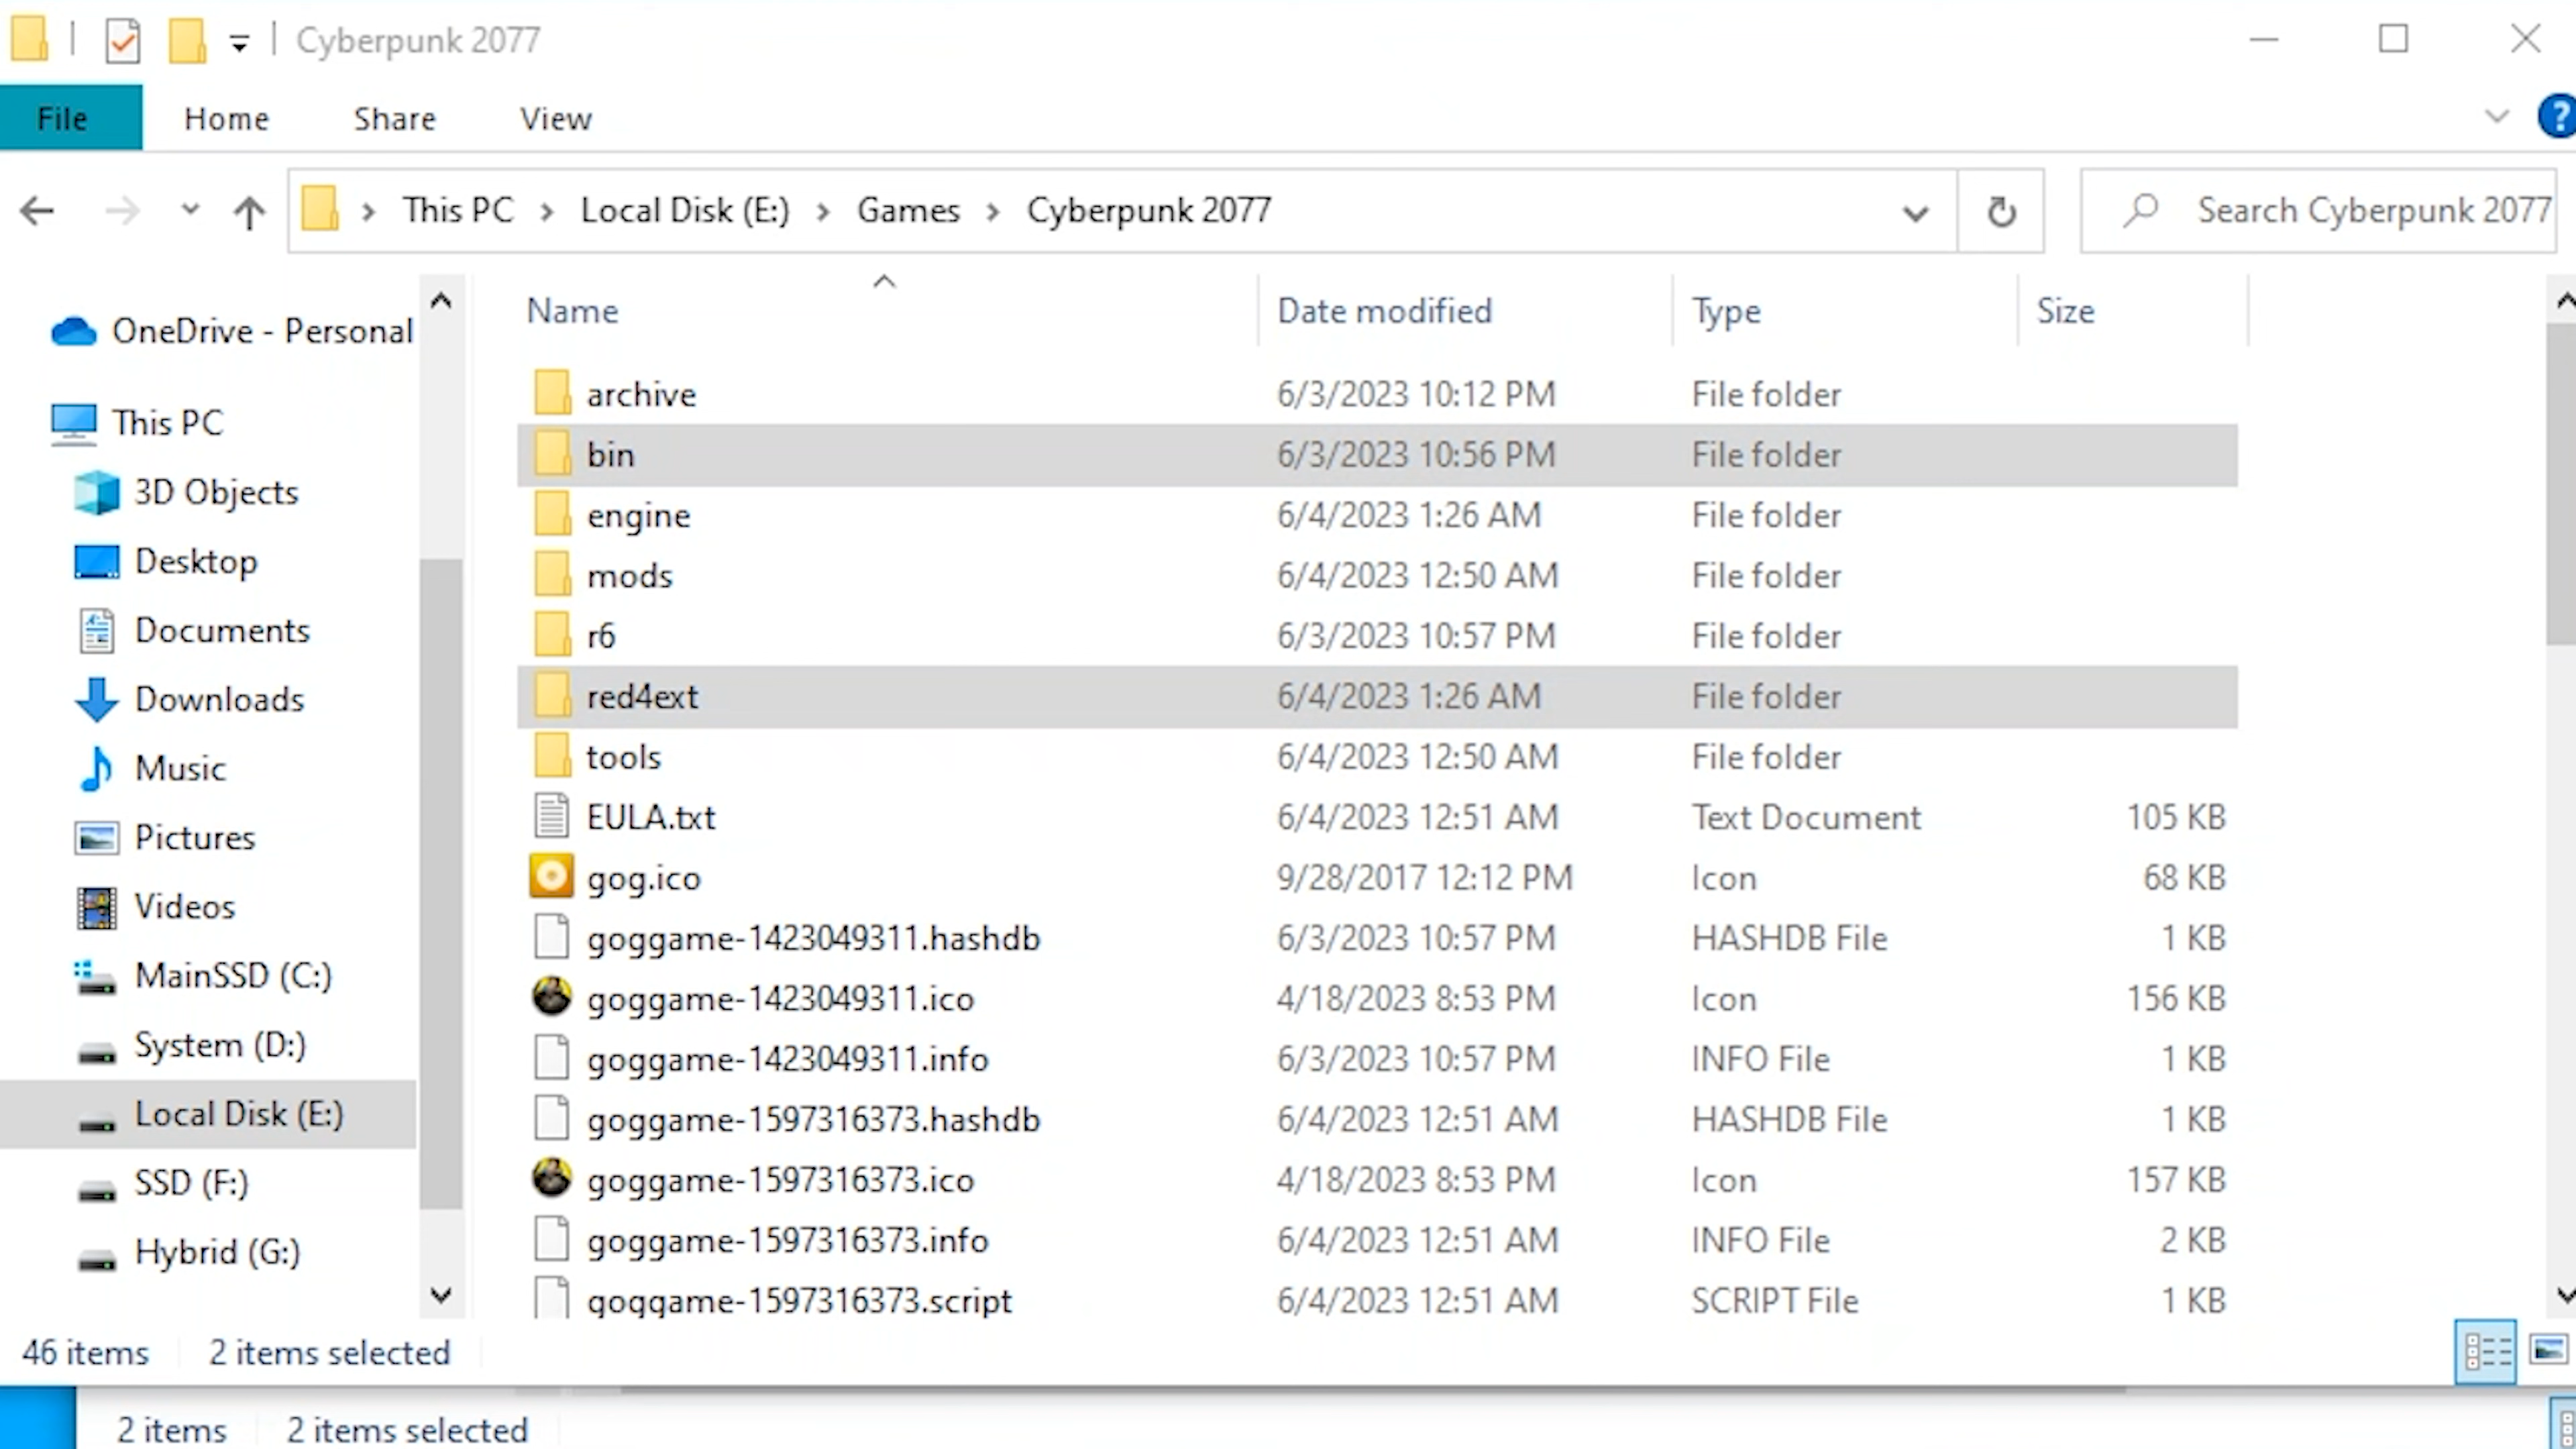 Cyberpunk 2077
File Home Share View ?
This PC > Local Disk (E:) > Games > Cyberpunk 2077 Search Cyberpunk 2077
OneDrive - Personal
This PC
3D Objects
Desktop
Documents
Downloads
Music
Pictures
Videos
MainSSD (C:)
System (D:)
Local Disk (E:)
SSD (F:)
Hybrid (G:)
Name Date modified Type Size
archive 6/3/2023 10:12 PM File folder
bin 6/3/2023 10:56 PM File folder
engine 6/4/2023 1:26 AM File folder
mods 6/4/2023 12:50 AM File folder
r6 6/3/2023 10:57 PM File folder
red4ext 6/4/2023 1:26 AM File folder
tools 6/4/2023 12:50 AM File folder
EULA.txt 6/4/2023 12:51 AM Text Document 105 KB
gog.ico 9/28/2017 12:12 PM Icon 68 KB
goggame-1423049311.hashdb 6/3/2023 10:57 PM HASHDB File 1 KB
goggame-1423049311.ico 4/18/2023 8:53 PM Icon 156 KB
goggame-1423049311.info 6/3/2023 10:57 PM INFO File 1 KB
goggame-1597316373.hashdb 6/4/2023 12:51 AM HASHDB File 1 KB
goggame-1597316373.ico 4/18/2023 8:53 PM Icon 157 KB
goggame-1597316373.info 6/4/2023 12:51 AM INFO File 2 KB
goggame-1597316373.script 6/4/2023 12:51 AM SCRIPT File 1 KB
46 items 2 items selected
2 items 2 items selected